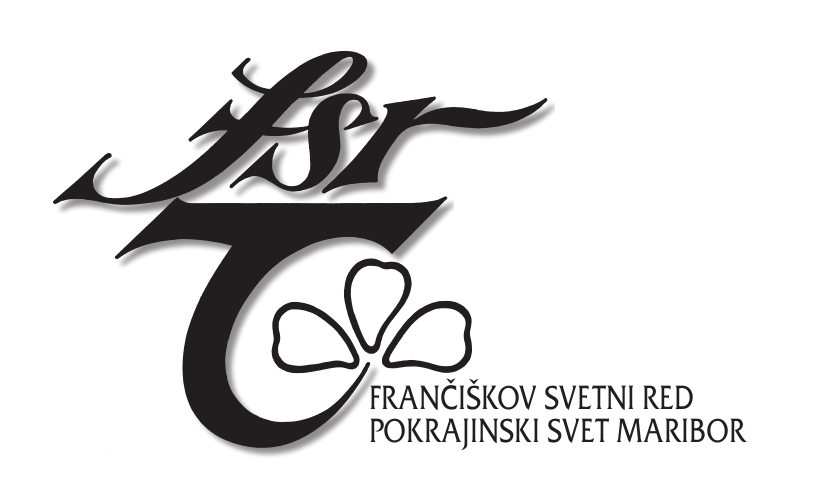 fsr
FRANČIŠKOV SVETNI RED
POKRAJINSKI SVET MARIBOR